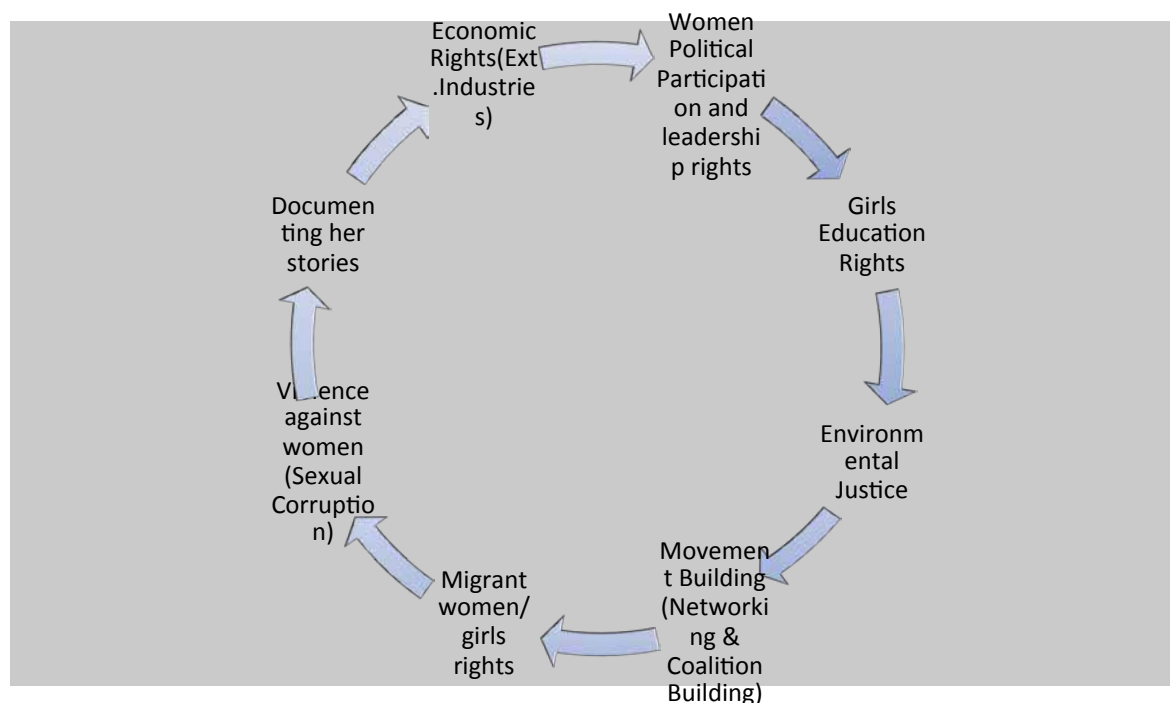 Economic
Rights(Ext
.Industrie
s)
Women
Political
Participati
on and
leadershi
p rights
Girls
Education
Rights
Environm
ental
Justice
Movemen
t Building
(Networki
ng &
Coalition
Building)
Migrant
women/
girls
rights
Violence
against
women
(Sexual
Corruptio
n)
Documen
ting her
stories